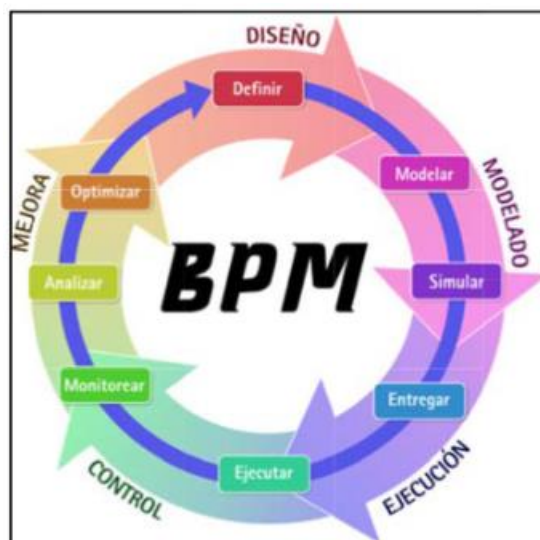 DISEÑO
Definir
Modelar
MODELADO
Simular
Entregar
EJECUCIÓN
Ejecutar
CONTROL
Monitorear
Analizar
MEJORA
Optimizar
BPM